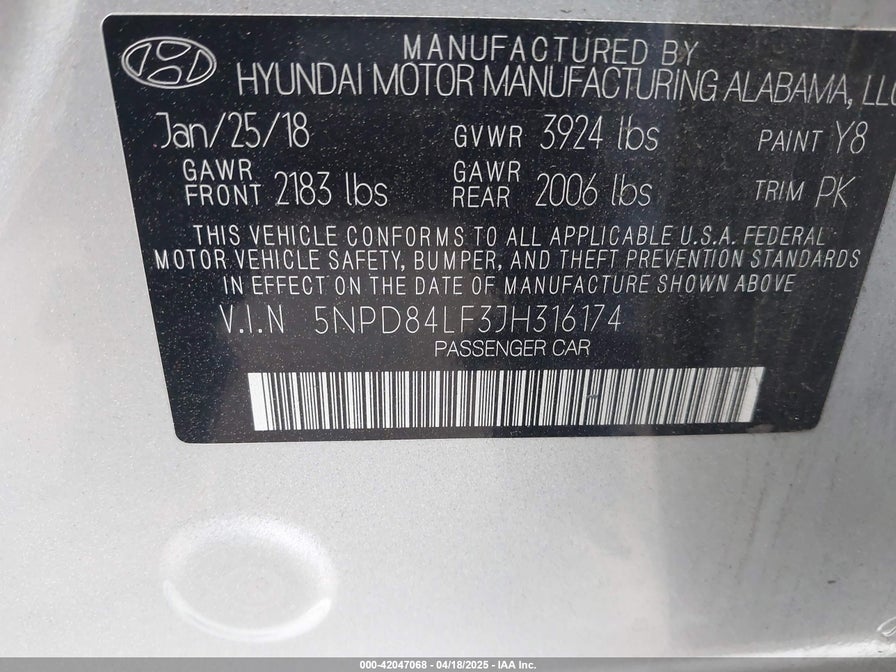 MANUFACTURED BY
HYUNDAI MOTOR MANUFACTURING ALABAMA, LLC
Jan/25/18 GVWR 3924 lbs PAINT Y8
GAWR FRONT 2183 lbs GAWR REAR 2006 lbs TRIM PK
THIS VEHICLE CONFORMS TO ALL APPLICABLE U.S.A. FEDERAL
MOTOR VEHICLE SAFETY, BUMPER, AND THEFT PREVENTION STANDARDS
IN EFFECT ON THE DATE OF MANUFACTURE SHOWN ABOVE
V.I.N 5NPD84LF3JH316174
PASSENGER CAR
000-42047068 - 04/18/2025 - IAA Inc.